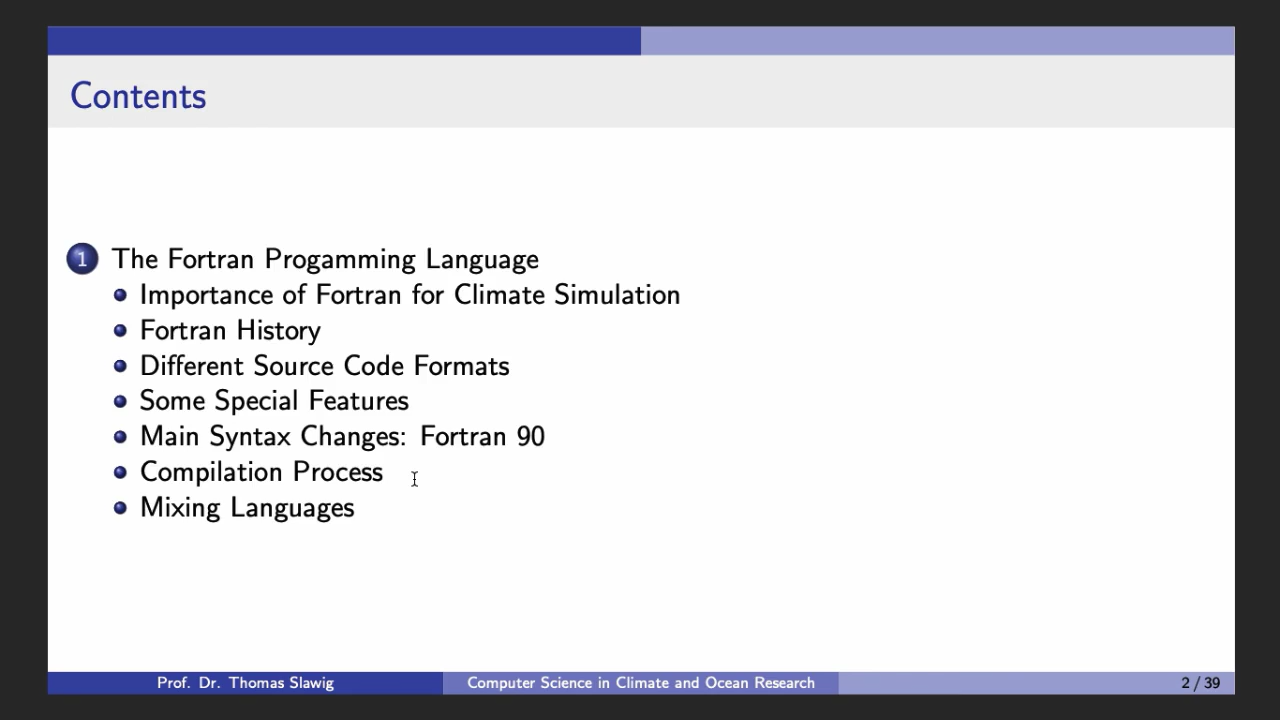 Contents
1 The Fortran Progamming Language
Importance of Fortran for Climate Simulation
Fortran History
Different Source Code Formats
Some Special Features
Main Syntax Changes: Fortran 90
Compilation Process
Mixing Languages
Prof. Dr. Thomas Slawig
Computer Science in Climate and Ocean Research
2 / 39